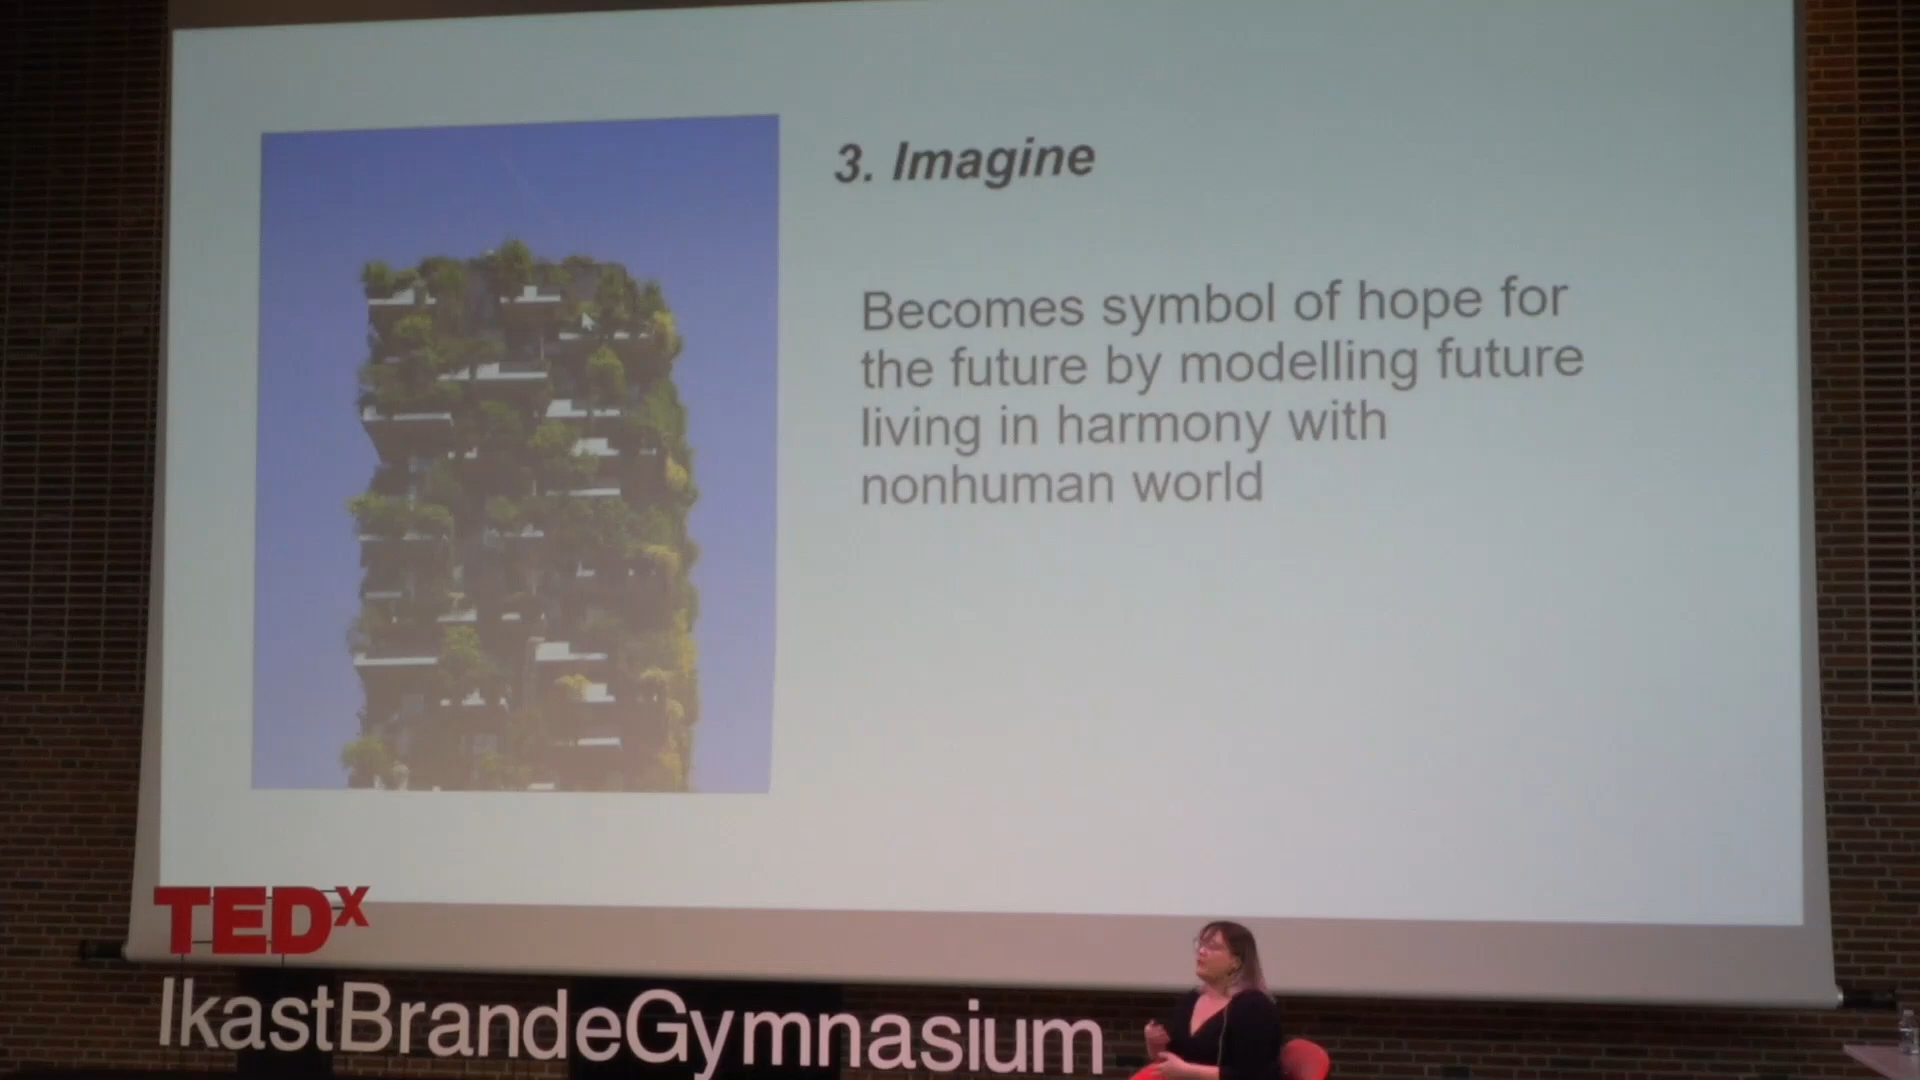 3. Imagine
Becomes symbol of hope for
the future by modelling future
living in harmony with
nonhuman world
TEDx
IkastBrandeGymnasium